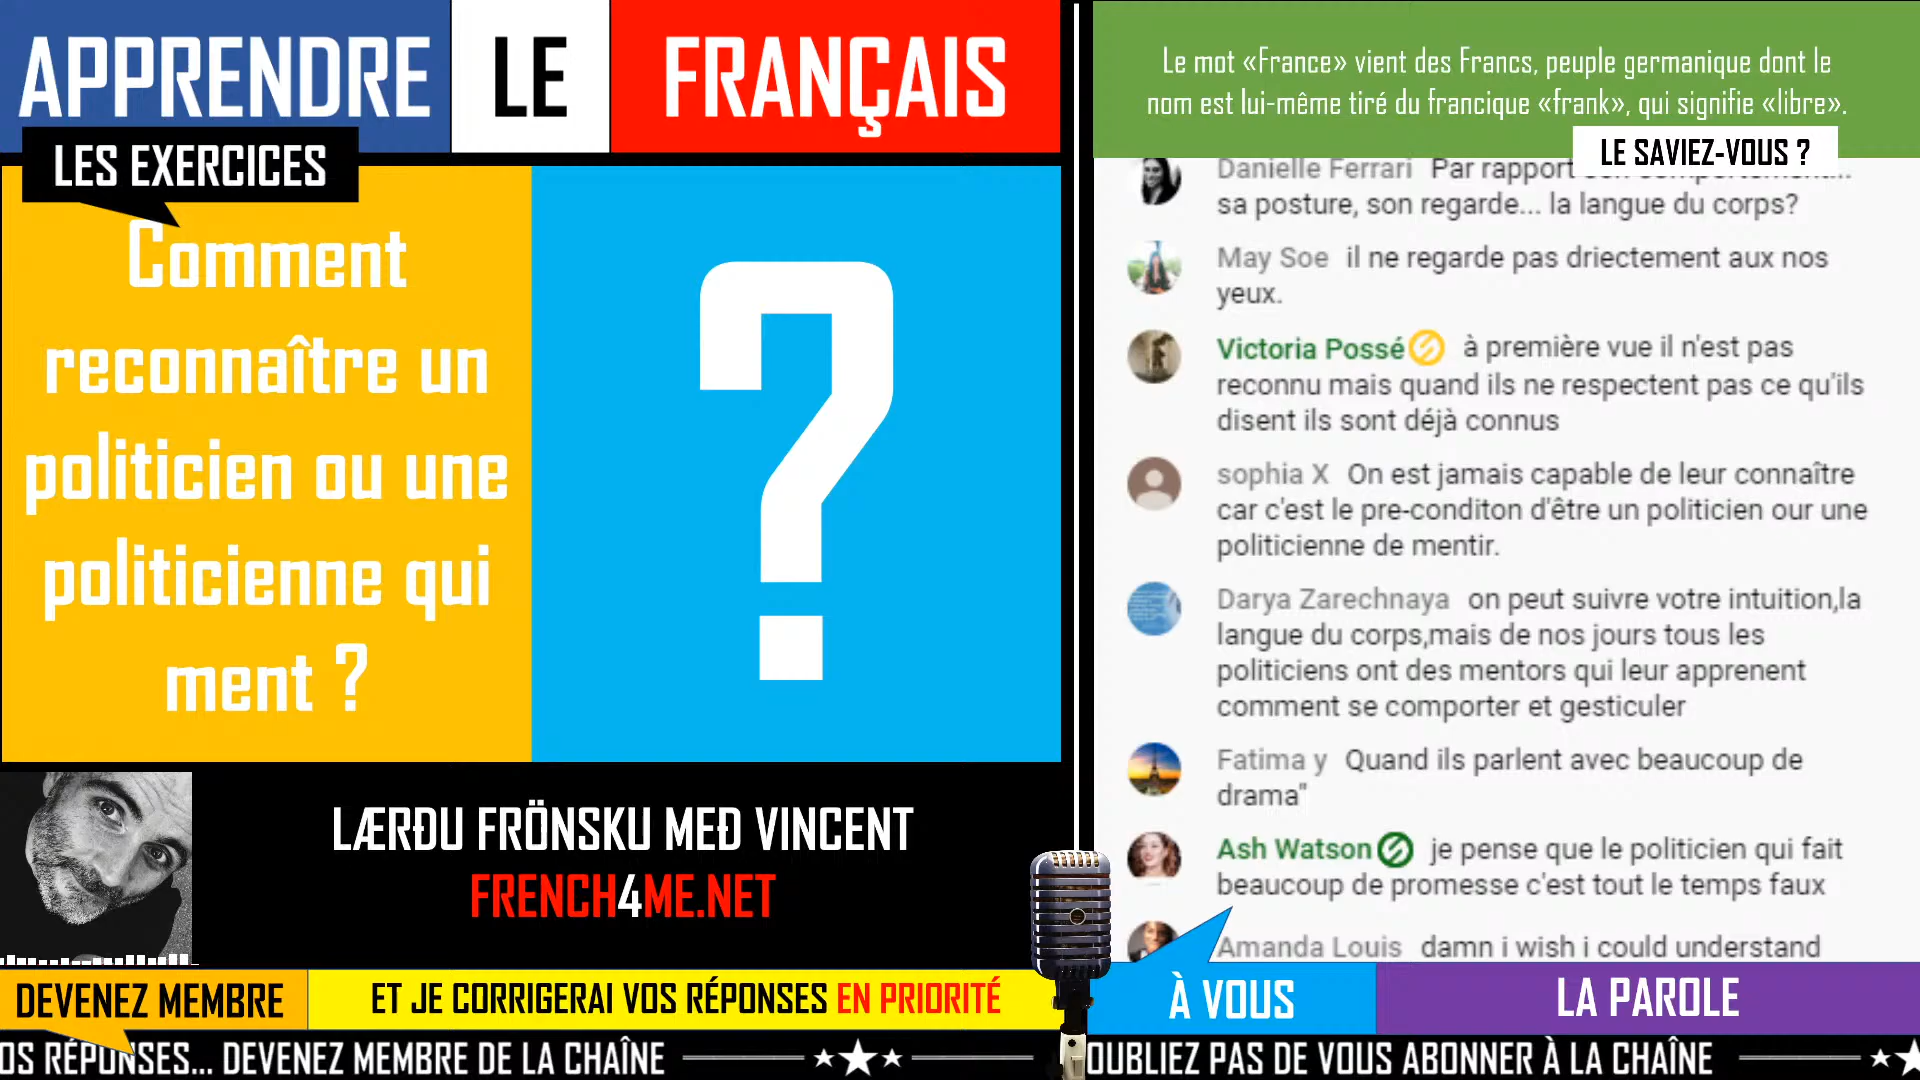 APPRENDRE LE FRANÇAIS
LES EXERCICES
Comment
reconnaître un
politicien ou une
politicienne qui
ment ?
?
LÆRÐU FRÖNSKU MEÐ VINCENT
FRENCH4ME.NET
DEVENEZ MEMBRE
ET JE CORRIGERAI VOS RÉPONSES EN PRIORITÉ
OS RÉPONSES... DEVENEZ MEMBRE DE LA CHAÎNE
Le mot «France» vient des Francs, peuple germanique dont le
nom est lui-même tiré du francique «frank», qui signifie «libre».
LE SAVIEZ-VOUS ?
Danielle Ferrari Par rapport
sa posture, son regarde... la langue du corps?
May Soe il ne regarde pas driectement aux nos
yeux.
Victoria Possé à première vue il n'est pas
reconnu mais quand ils ne respectent pas ce qu'ils
disent ils sont déjà connus
sophia X On est jamais capable de leur connaître
car c'est le pre-conditon d'être un politicien our une
politicienne de mentir.
Darya Zarechnaya on peut suivre votre intuition,la
langue du corps,mais de nos jours tous les
politiciens ont des mentors qui leur apprenent
comment se comporter et gesticuler
Fatima y Quand ils parlent avec beaucoup de
drama"
Ash Watson je pense que le politicien qui fait
beaucoup de promesse c'est tout le temps faux
Amanda Louis damn i wish i could understand
À VOUS
LA PAROLE
OUBLIEZ PAS DE VOUS ABONNER À LA CHAÎNE